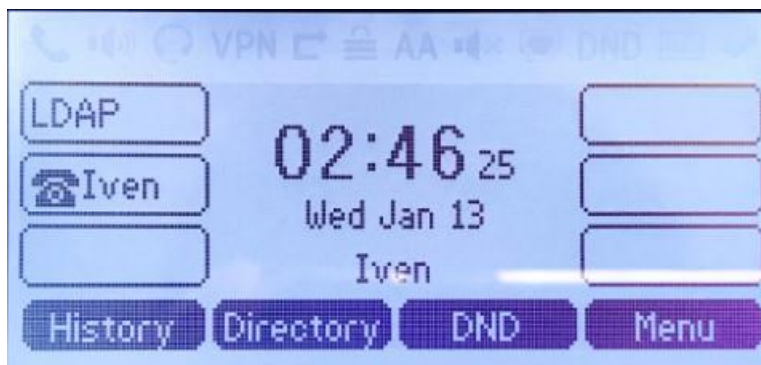 VPN AA DND
LDAP
02:46 25
Iven
Wed Jan 13
Iven
History Directory DND Menu